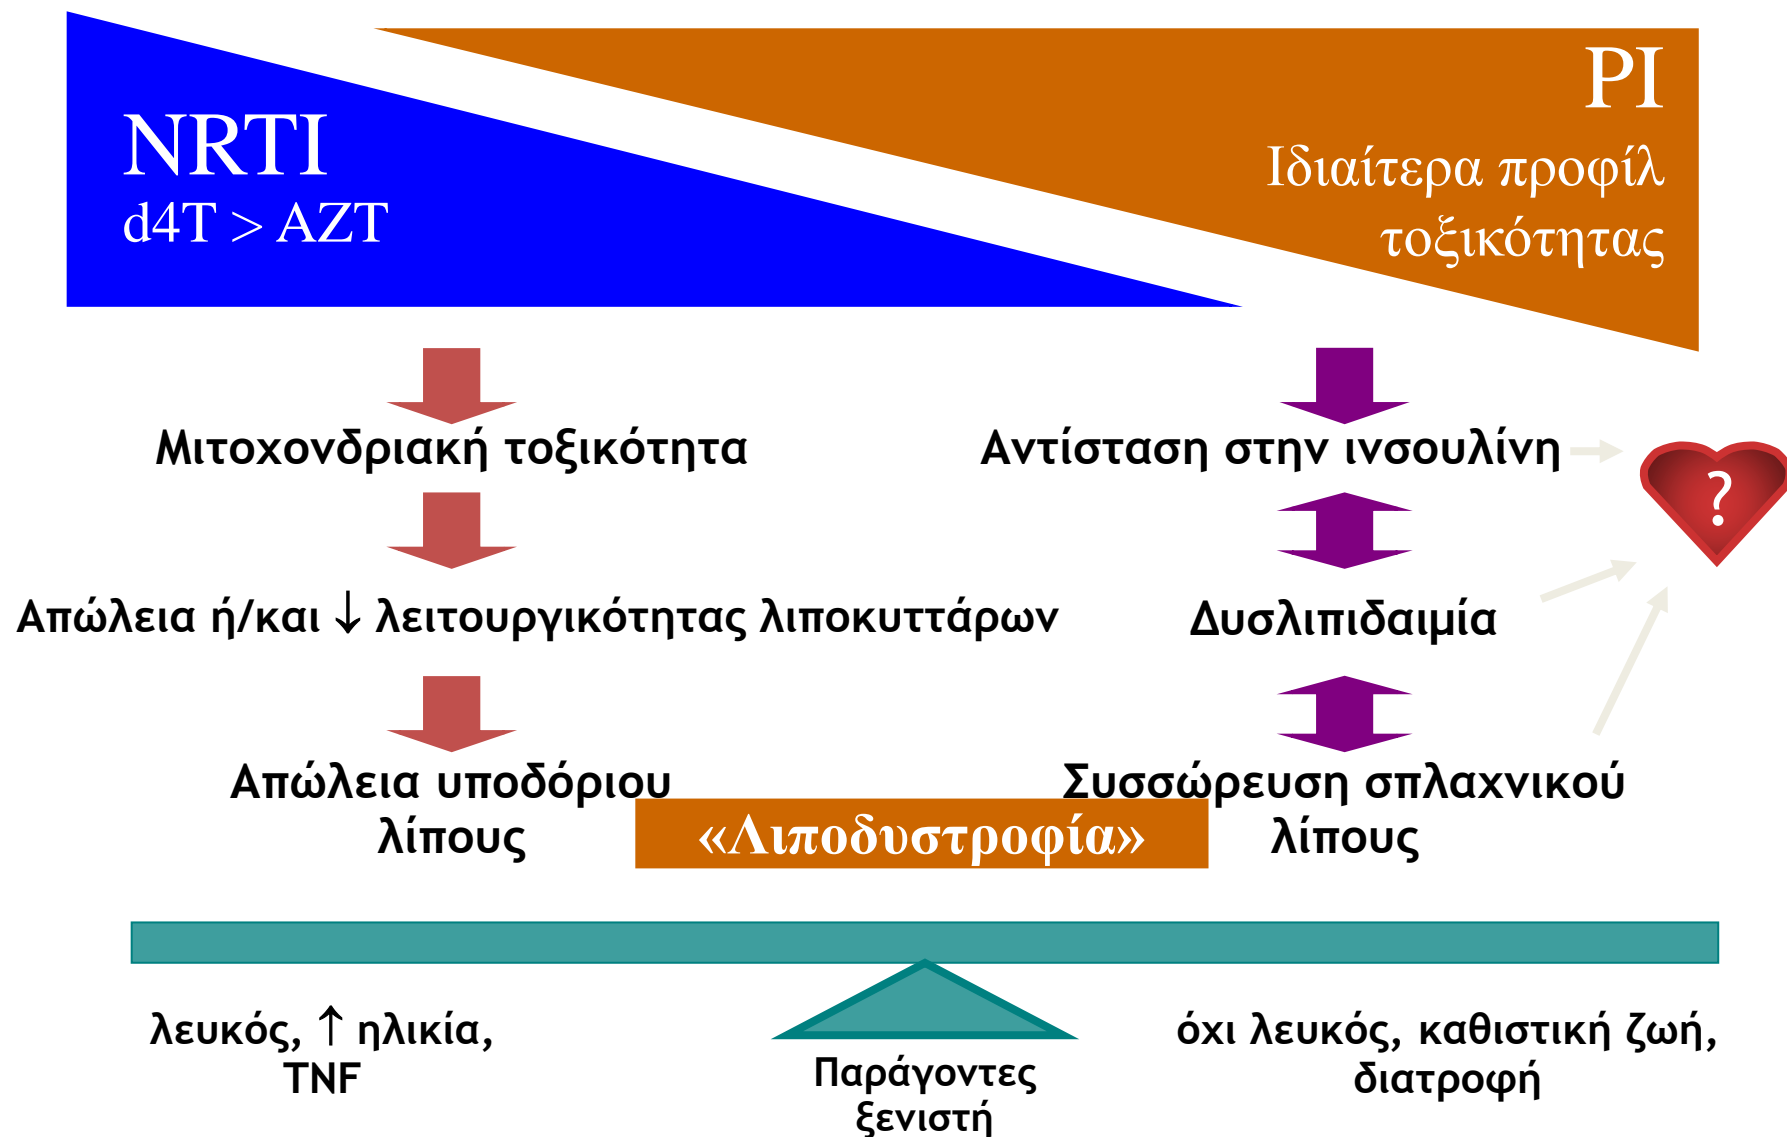 NRTI
d4T > AZT
PI
Ιδιαίτερα προφίλ
τοξικότητας
Μιτοχονδριακή τοξικότητα
Αντίσταση στην ινσουλίνη
?
Απώλεια ή/και ↓ λειτουργικότητας λιποκυττάρων
Δυσλιπιδαιμία
Απώλεια υποδόριου
λίπους
Συσσώρευση σπλαχνικού
λίπους
«Λιποδυστροφία»
λευκός, ↑ ηλικία,
TNF
Παράγοντες
ξενιστή
όχι λευκός, καθιστική ζωή,
διατροφή